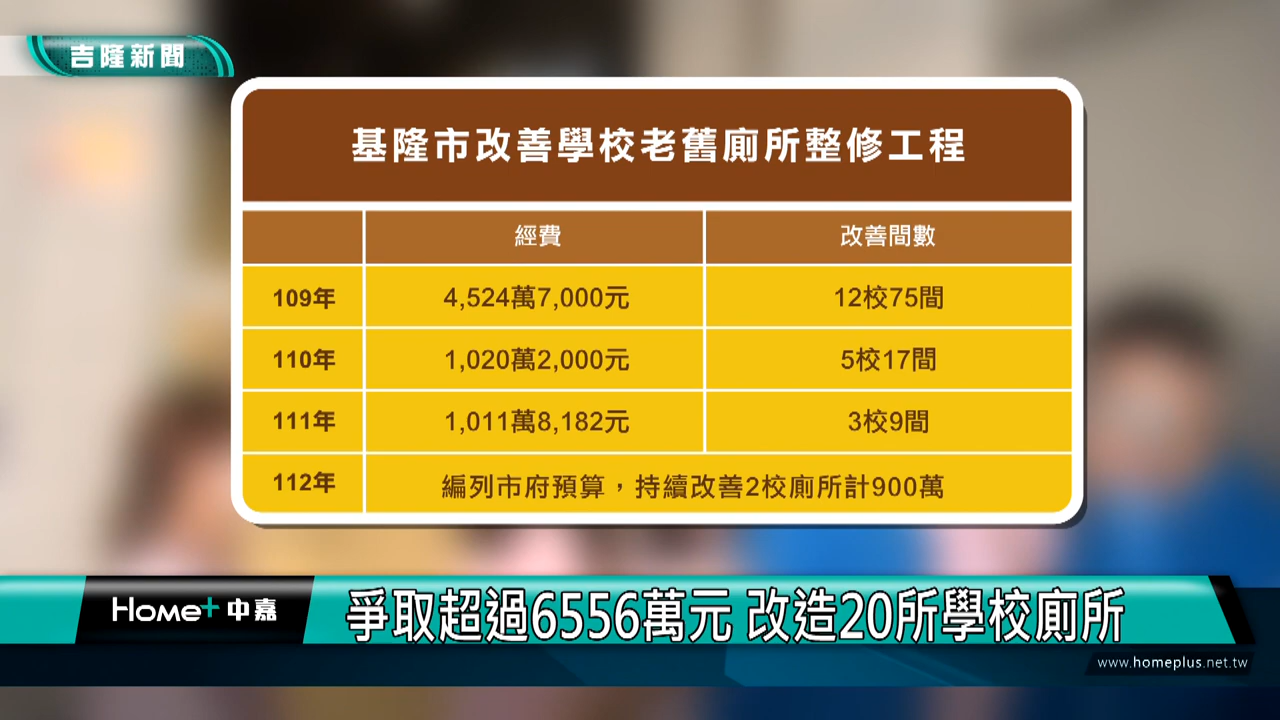 吉隆新聞
基隆市改善學校老舊廁所整修工程
經費 改善間數
109年 4,524萬7,000元 12校75間
110年 1,020萬2,000元 5校17間
111年 1,011萬8,182元 3校9間
112年 編列市府預算，持續改善2校廁所計900萬
Home+中嘉 爭取超過6556萬元 改造20所學校廁所
www.homeplus.net.tw